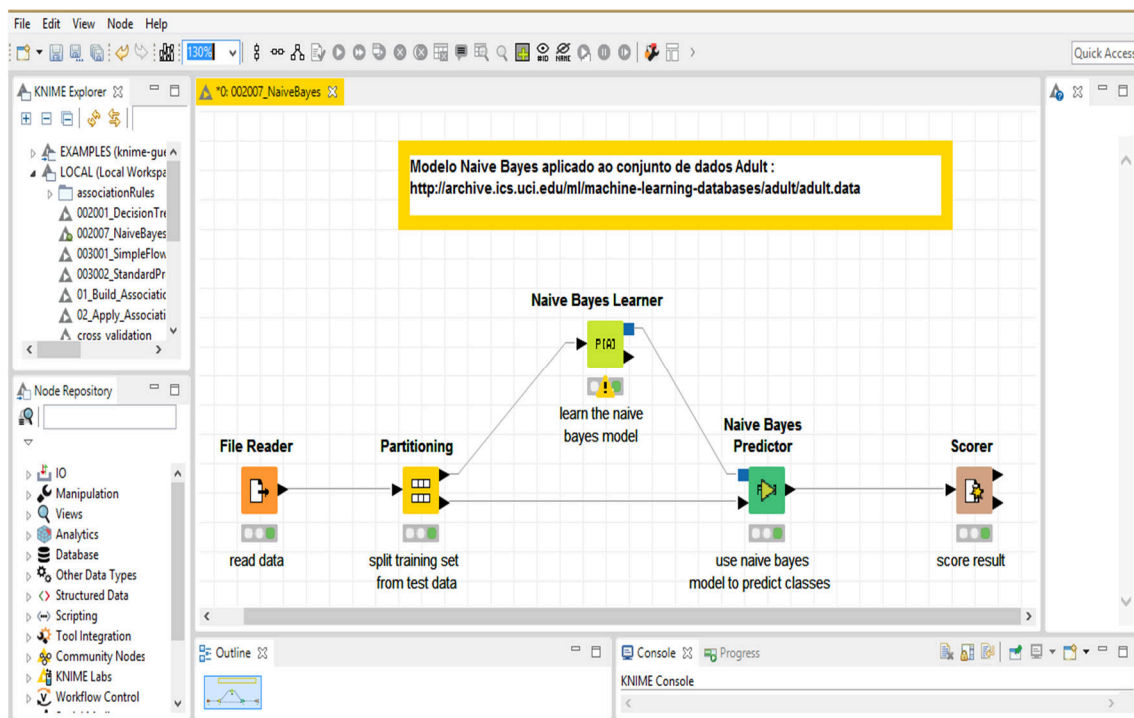 File Edit View Node Help
130%
Quick Access
KNIME Explorer
EXAMPLES (knime-gue
LOCAL (Local Workspa
associationRules
002001_DecisionTre
002007_NaiveBayes
003001_SimpleFlow
003002_StandardPr
01_Build_Associatic
02_Apply_Associati
cross validation
*0: 002007_NaiveBayes
Modelo Naive Bayes aplicado ao conjunto de dados Adult :
http://archive.ics.uci.edu/ml/machine-learning-databases/adult/adult.data
Naive Bayes Learner
P[A]
learn the naive
bayes model
File Reader
read data
Partitioning
split training set
from test data
Naive Bayes
Predictor
use naive bayes
model to predict classes
Scorer
score result
Node Repository
IO
Manipulation
Views
Analytics
Database
Other Data Types
Structured Data
Scripting
Tool Integration
Community Nodes
KNIME Labs
Workflow Control
Outline
Console Progress
KNIME Console